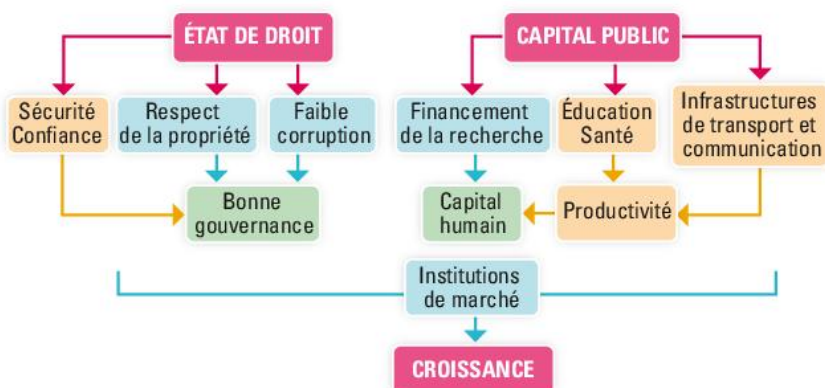 ÉTAT DE DROIT
CAPITAL PUBLIC
Sécurité
Confiance
Respect
de la propriété
Faible
corruption
Financement
de la recherche
Éducation
Santé
Infrastructures
de transport et
communication
Bonne
gouvernance
Capital
humain
Productivité
Institutions
de marché
CROISSANCE